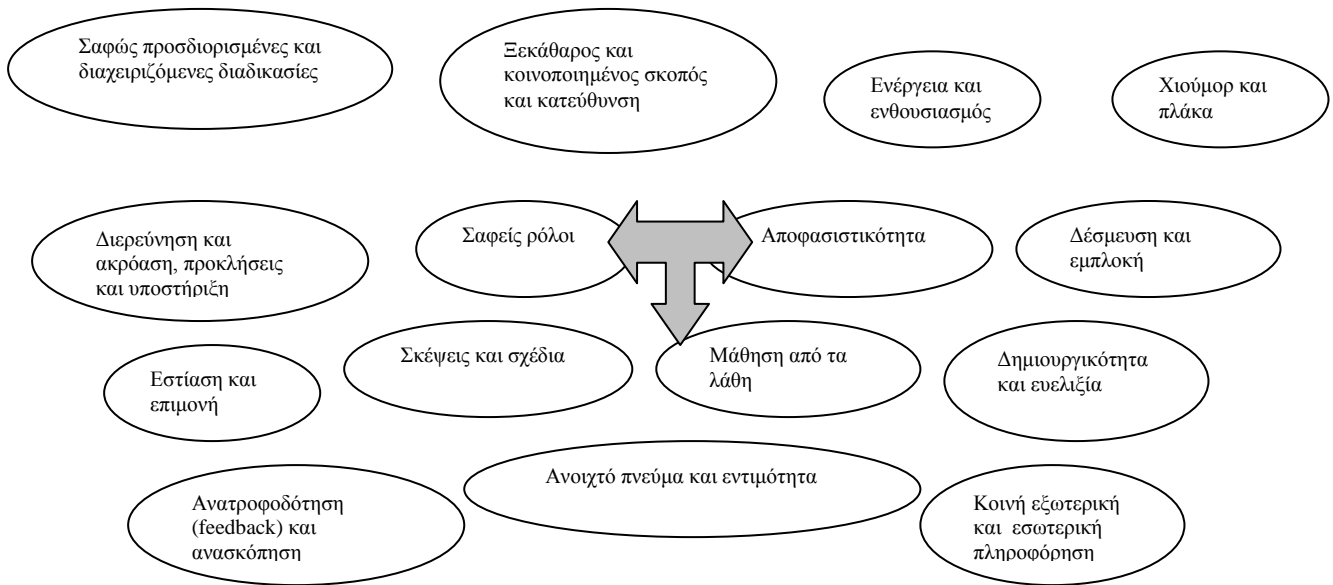 Σαφώς προσδιορισμένες και
διαχειριζόμενες διαδικασίες
Ξεκάθαρος και
κοινοποιημένος σκοπός
και κατεύθυνση
Ενέργεια και
ενθουσιασμός
Χιούμορ και
πλάκα
Διερεύνηση και
ακρόαση, προκλήσεις
και υποστήριξη
Σαφείς ρόλοι
Αποφασιστικότητα
Δέσμευση και
εμπλοκή
Εστίαση και
επιμονή
Σκέψεις και σχέδια
Μάθηση από τα
λάθη
Δημιουργικότητα
και ευελιξία
Ανατροφοδότηση
(feedback) και
ανασκόπηση
Ανοιχτό πνεύμα και εντιμότητα
Κοινή εξωτερική
και εσωτερική
πληροφόρηση